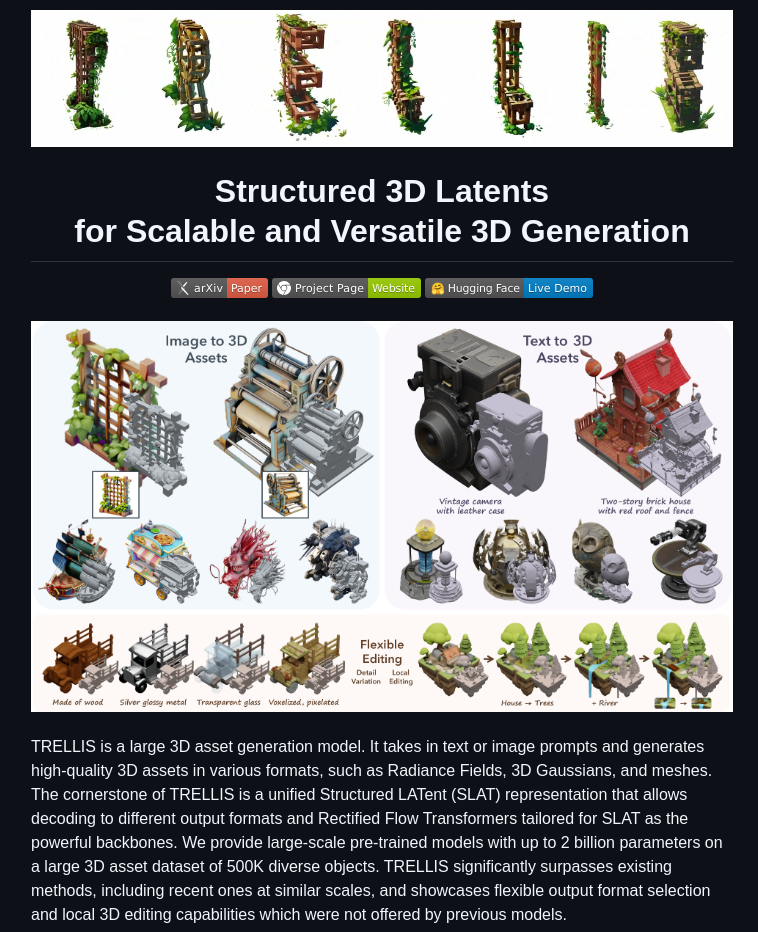 TRELLIS
Structured 3D Latents
for Scalable and Versatile 3D Generation
arXiv Paper
Project Page Website
Hugging Face Live Demo
Image to 3D
Assets
Text to 3D
Assets
Vintage camera
with leather case
Two-story brick house
with red roof and fence
Flexible
Editing
Detail
Variation
Local
Editing
Made of wood
Silver glossy metal
Transparent glass
Voxelized, pixelated
House → Trees
+ River
→
TRELLIS is a large 3D asset generation model. It takes in text or image prompts and generates
high-quality 3D assets in various formats, such as Radiance Fields, 3D Gaussians, and meshes.
The cornerstone of TRELLIS is a unified Structured LATent (SLAT) representation that allows
decoding to different output formats and Rectified Flow Transformers tailored for SLAT as the
powerful backbones. We provide large-scale pre-trained models with up to 2 billion parameters on
a large 3D asset dataset of 500K diverse objects. TRELLIS significantly surpasses existing
methods, including recent ones at similar scales, and showcases flexible output format selection
and local 3D editing capabilities which were not offered by previous models.